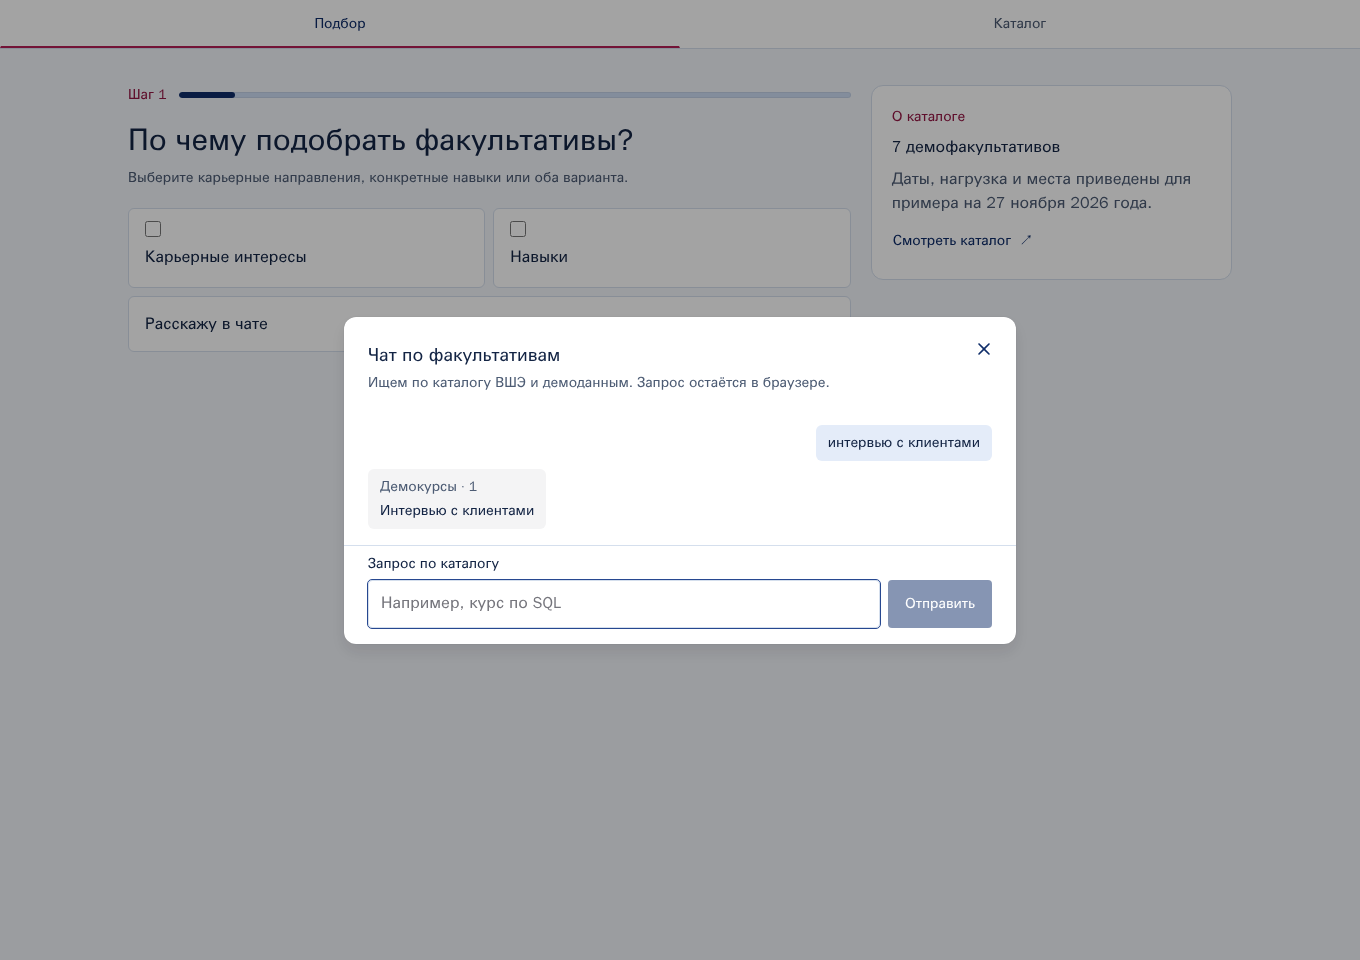 Подбор
Каталог
Шаг 1
По чему подобрать факультативы?
Выберите карьерные направления, конкретные навыки или оба варианта.
Карьерные интересы
Навыки
Расскажу в чате
О каталоге
7 демофакультативов
Даты, нагрузка и места приведены для
примера на 27 ноября 2026 года.
Смотреть каталог ↗
Чат по факультативам
Ищем по каталогу ВШЭ и демоданным. Запрос остаётся в браузере.
интервью с клиентами
Демокурсы · 1
Интервью с клиентами
Запрос по каталогу
Например, курс по SQL
Отправить